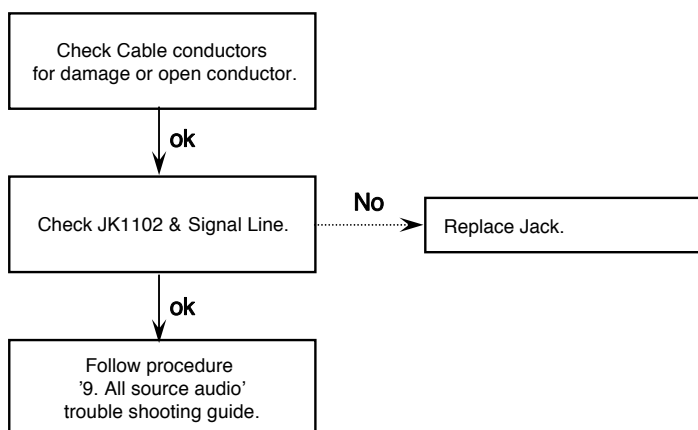 Check Cable conductors
for damage or open conductor.
ok
Check JK1102 & Signal Line.
No
Replace Jack.
ok
Follow procedure
'9. All source audio'
trouble shooting guide.